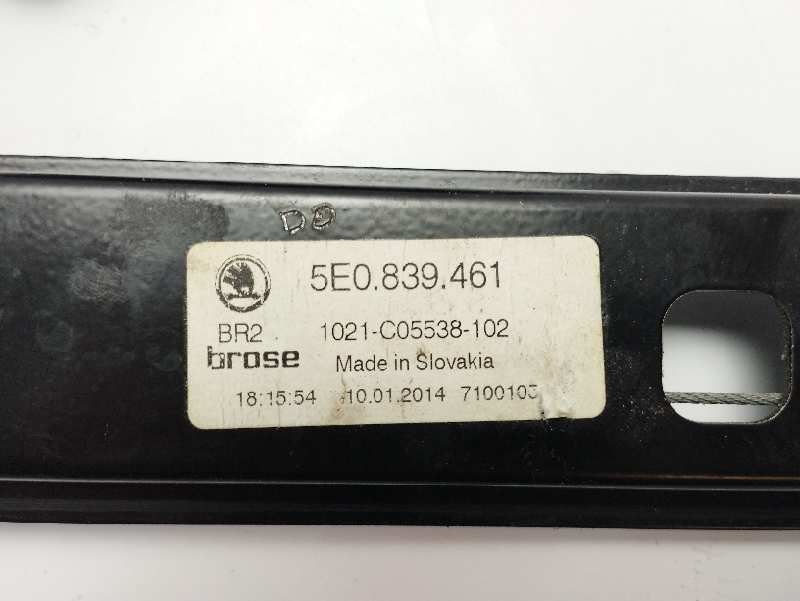 DD
5E0.839.461
BR2
1021-C05538-102
brose
Made in Slovakia
18:15:54 10.01.2014